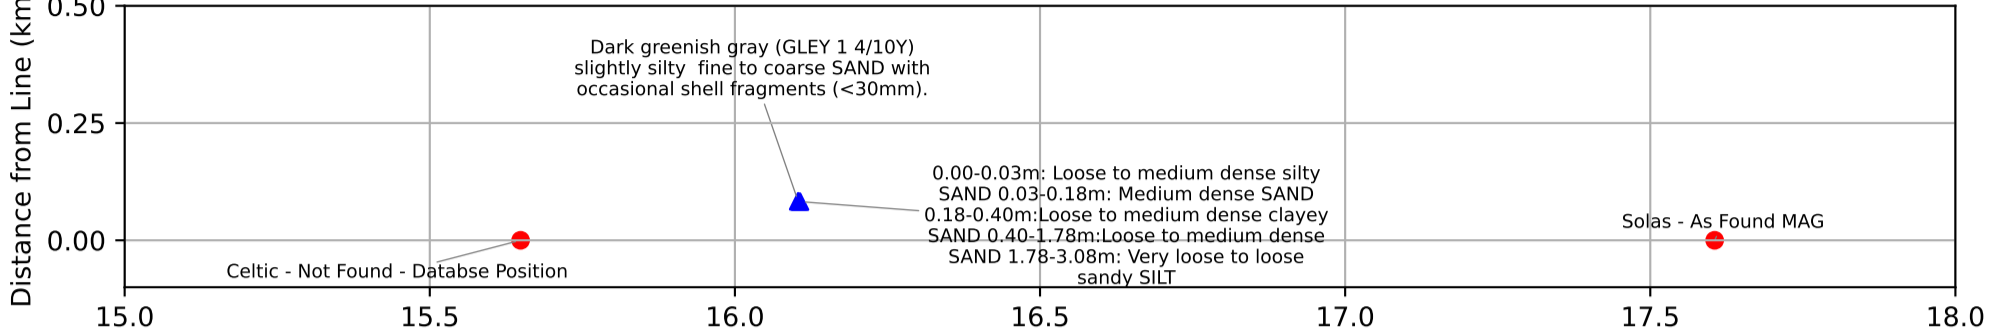 Distance from Line (km
0.50
0.25
0.00
Dark greenish gray (GLEY 1 4/10Y)
slightly silty  fine to coarse SAND with
occasional shell fragments (<30mm).
0.00-0.03m: Loose to medium dense silty
SAND 0.03-0.18m: Medium dense SAND
0.18-0.40m:Loose to medium dense clayey
SAND 0.40-1.78m:Loose to medium dense
SAND 1.78-3.08m: Very loose to loose
sandy SILT
Solas - As Found MAG
Celtic - Not Found - Databse Position
15.0 15.5 16.0 16.5 17.0 17.5 18.0